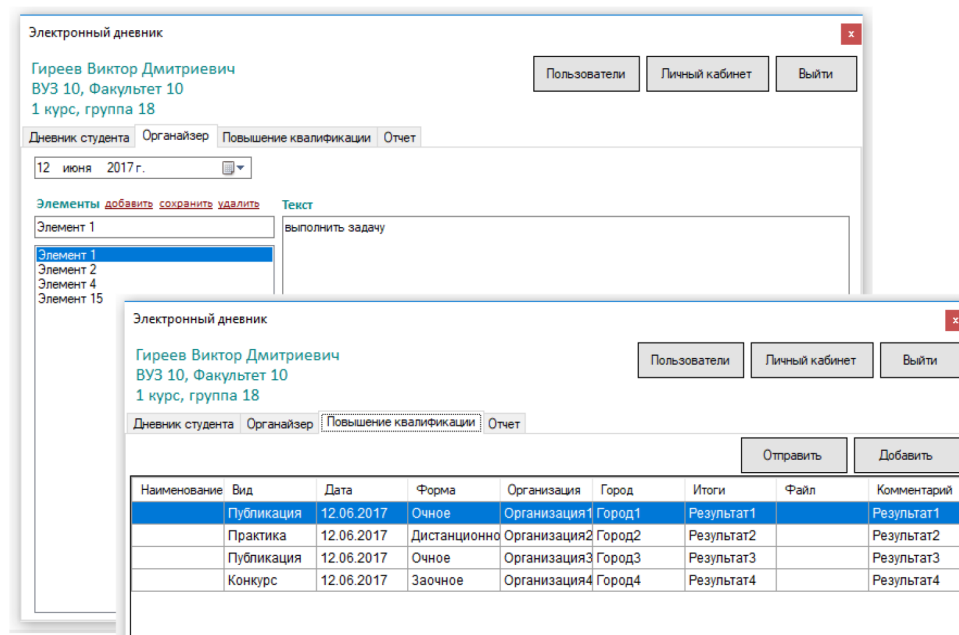 Электронный дневник
x
Гиреев Виктор Дмитриевич
ВУЗ 10, Факультет 10
1 курс, группа 18
Пользователи Личный кабинет Выйти
Дневник студента Органайзер Повышение квалификации Отчет
12 июня 2017 г.
Элементы добавить сохранить удалить Текст
Элемент 1 выполнить задачу
Элемент 1
Элемент 2
Элемент 4
Элемент 15
Электронный дневник
x
Гиреев Виктор Дмитриевич
ВУЗ 10, Факультет 10
1 курс, группа 18
Пользователи Личный кабинет Выйти
Дневник студента Органайзер Повышение квалификации Отчет
Отправить Добавить
Наименование Вид Дата Форма Организация Город Итоги Файл Комментарий
Публикация 12.06.2017 Очное Организация1 Город1 Результат1 Результат1
Практика 12.06.2017 Дистанционно Организация2 Город2 Результат2 Результат2
Публикация 12.06.2017 Очное Организация3 Город3 Результат3 Результат3
Конкурс 12.06.2017 Заочное Организация4 Город4 Результат4 Результат4